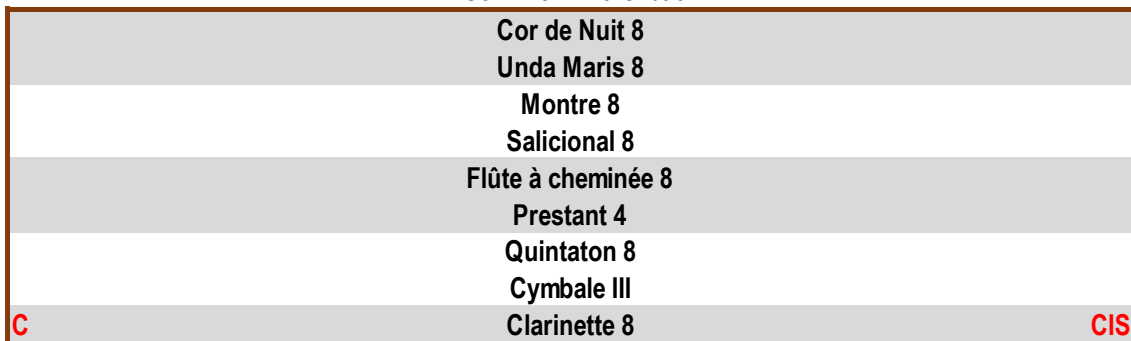 Cor de Nuit 8
Unda Maris 8
Montre 8
Salicional 8
Flûte à cheminée 8
Prestant 4
Quintaton 8
Cymbale III
C Clarinette 8 CIS